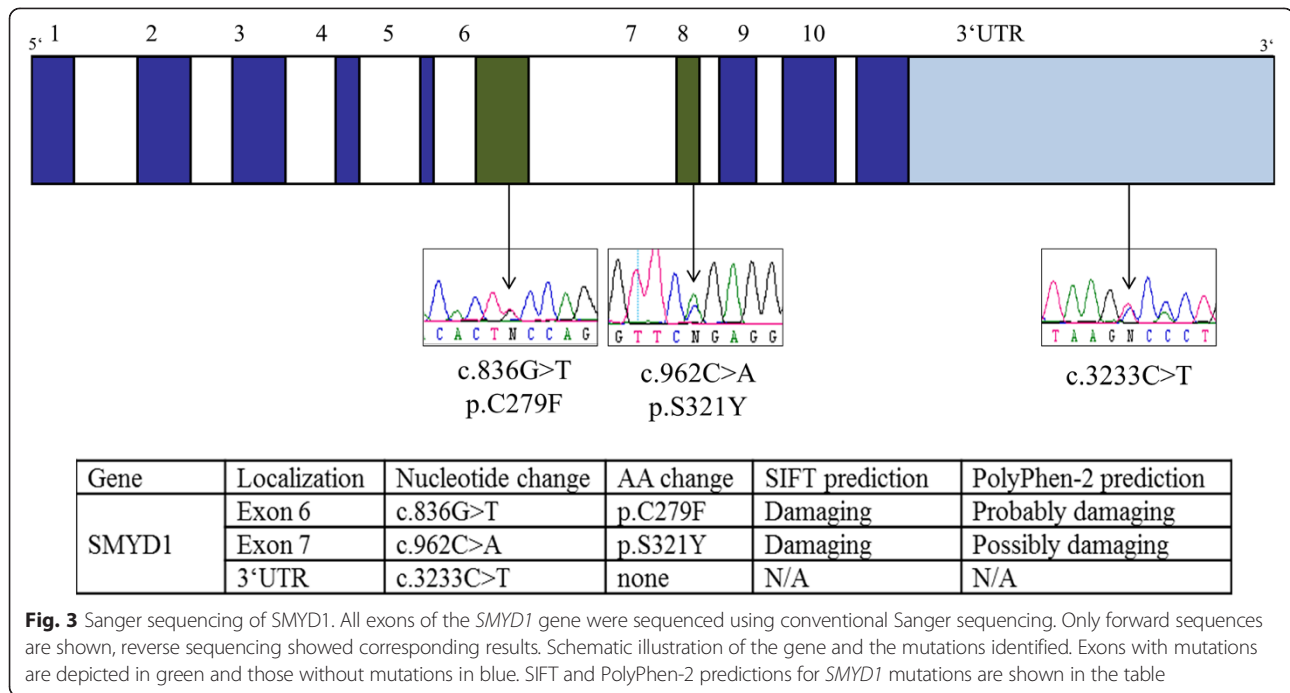 1 2 3 4 5 6 7 8 9 10 3‘UTR
5‘ 3‘
C A C T N C C A G
G T T C N G A G G
T A A G N C C C T
c.836G>T
p.C279F
c.962C>A
p.S321Y
c.3233C>T
Gene Localization Nucleotide change AA change SIFT prediction PolyPhen-2 prediction
SMYD1
Exon 6 c.836G>T p.C279F Damaging Probably damaging
Exon 7 c.962C>A p.S321Y Damaging Possibly damaging
3‘UTR c.3233C>T none N/A N/A
Fig. 3 Sanger sequencing of SMYD1. All exons of the SMYD1 gene were sequenced using conventional Sanger sequencing. Only forward sequences
are shown, reverse sequencing showed corresponding results. Schematic illustration of the gene and the mutations identified. Exons with mutations
are depicted in green and those without mutations in blue. SIFT and PolyPhen-2 predictions for SMYD1 mutations are shown in the table